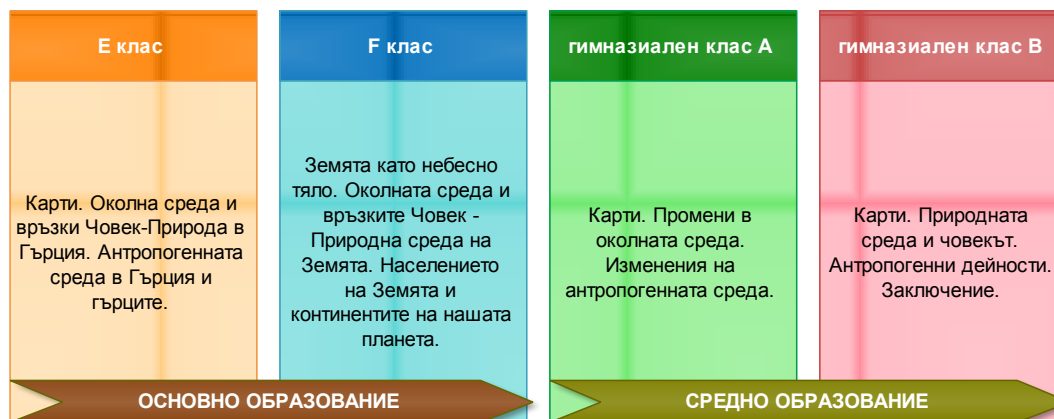 Е клас
Карти. Околна среда и
връзки Човек-Природа в
Гърция. Антропогенната
среда в Гърция и
гърците.
F клас
Земята като небесно
тяло. Околната среда и
връзките Човек -
Природна среда на
Земята. Населението
на Земята и
континентите на нашата
планета.
гимназиален клас А
Карти. Промени в
околната среда.
Изменения на
антропогенната среда.
гимназиален клас В
Карти. Природната
среда и човекът.
Антропогенни дейности.
Заключение.
ОСНОВНО ОБРАЗОВАНИЕ
СРЕДНО ОБРАЗОВАНИЕ